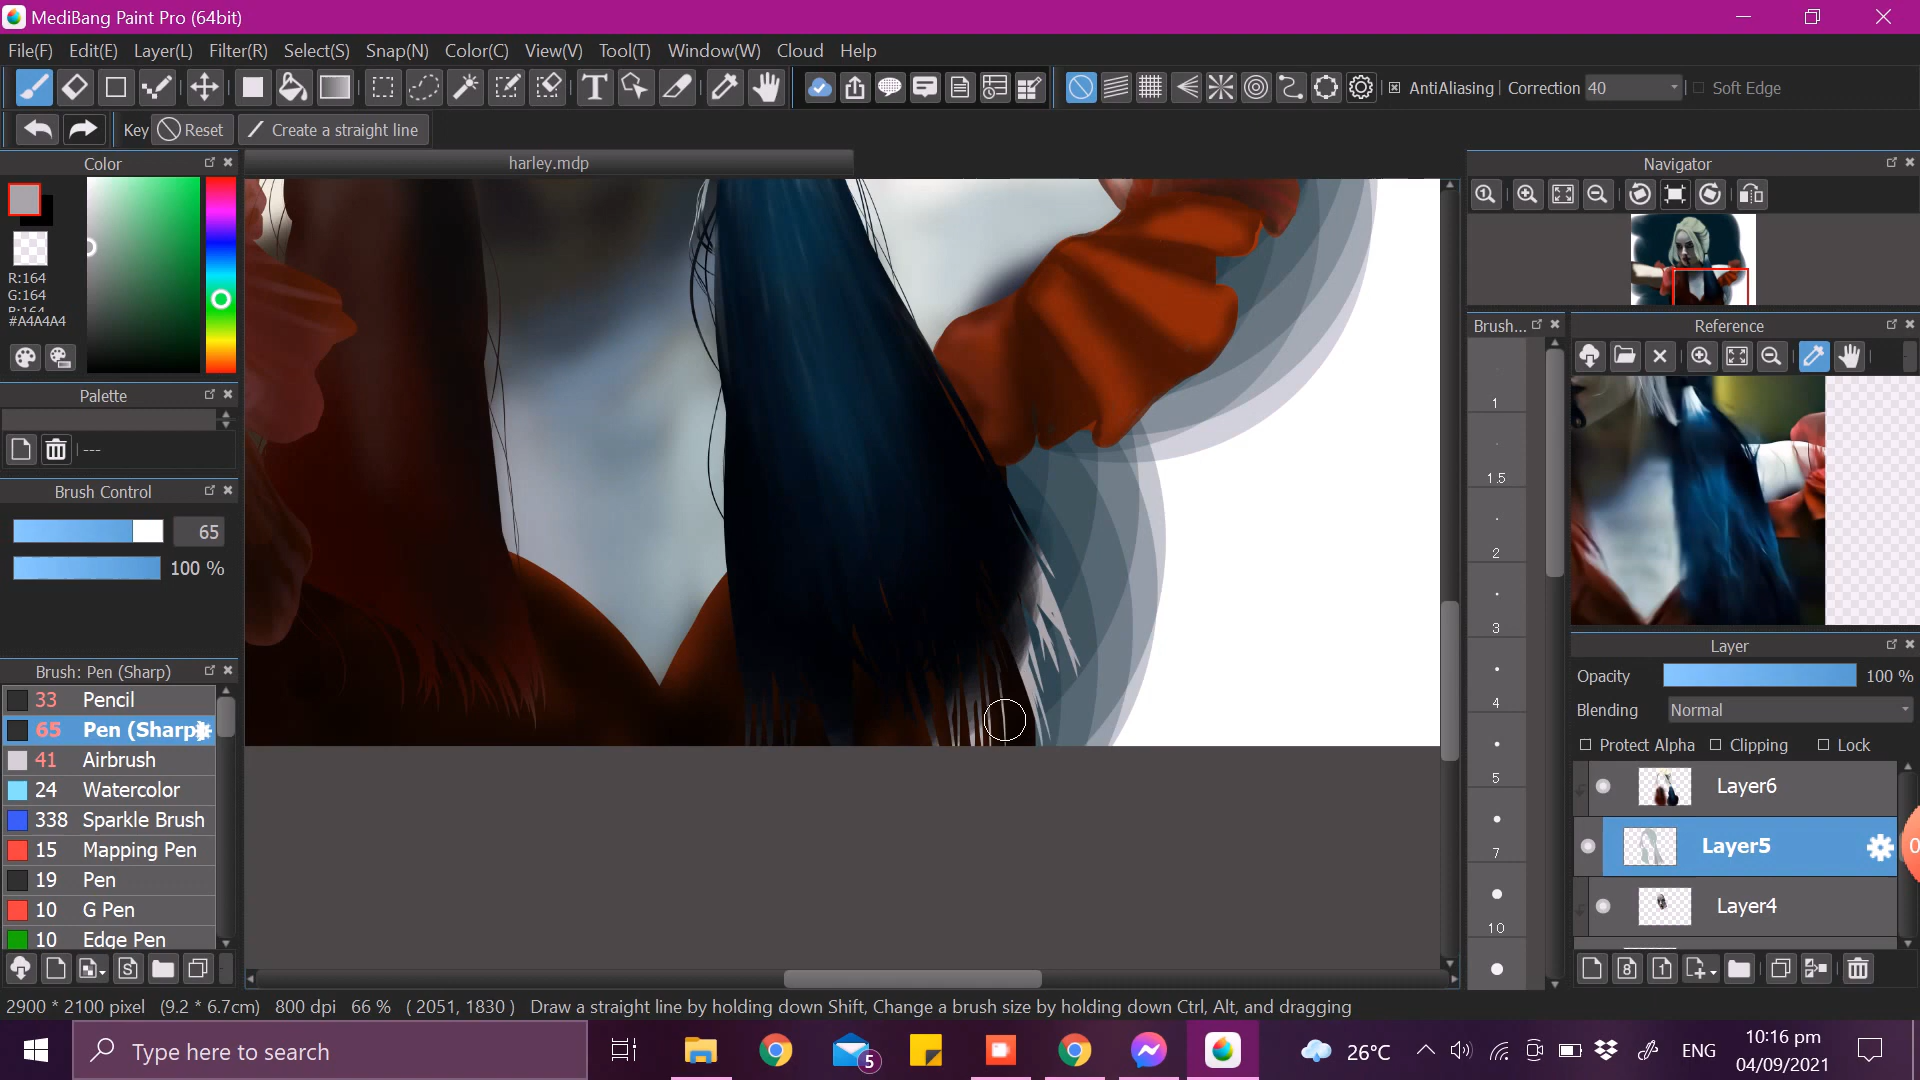 MediBang Paint Pro (64bit)
File(F) Edit(E) Layer(L) Filter(R) Select(S) Snap(N) Color(C) View(V) Tool(T) Window(W) Cloud Help
AntiAliasing Correction 40 Soft Edge
Key Reset Create a straight line
Color
harley.mdp
Navigator
R:164
G:164
#A4A4A4
Brush...
Reference
Palette
---
1
1.5
2
3
4
5
7
10
Brush Control
65
100 %
Brush: Pen (Sharp)
33 Pencil
65 Pen (Sharp)
41 Airbrush
24 Watercolor
338 Sparkle Brush
15 Mapping Pen
19 Pen
10 G Pen
10 Edge Pen
Layer
Opacity 100 %
Blending Normal
Protect Alpha Clipping Lock
Layer6
Layer5
Layer4
2900 * 2100 pixel (9.2 * 6.7cm) 800 dpi 66 % ( 2051, 1830 ) Draw a straight line by holding down Shift, Change a brush size by holding down Ctrl, Alt, and dragging
Type here to search
5
26°C
ENG
10:16 pm
04/09/2021